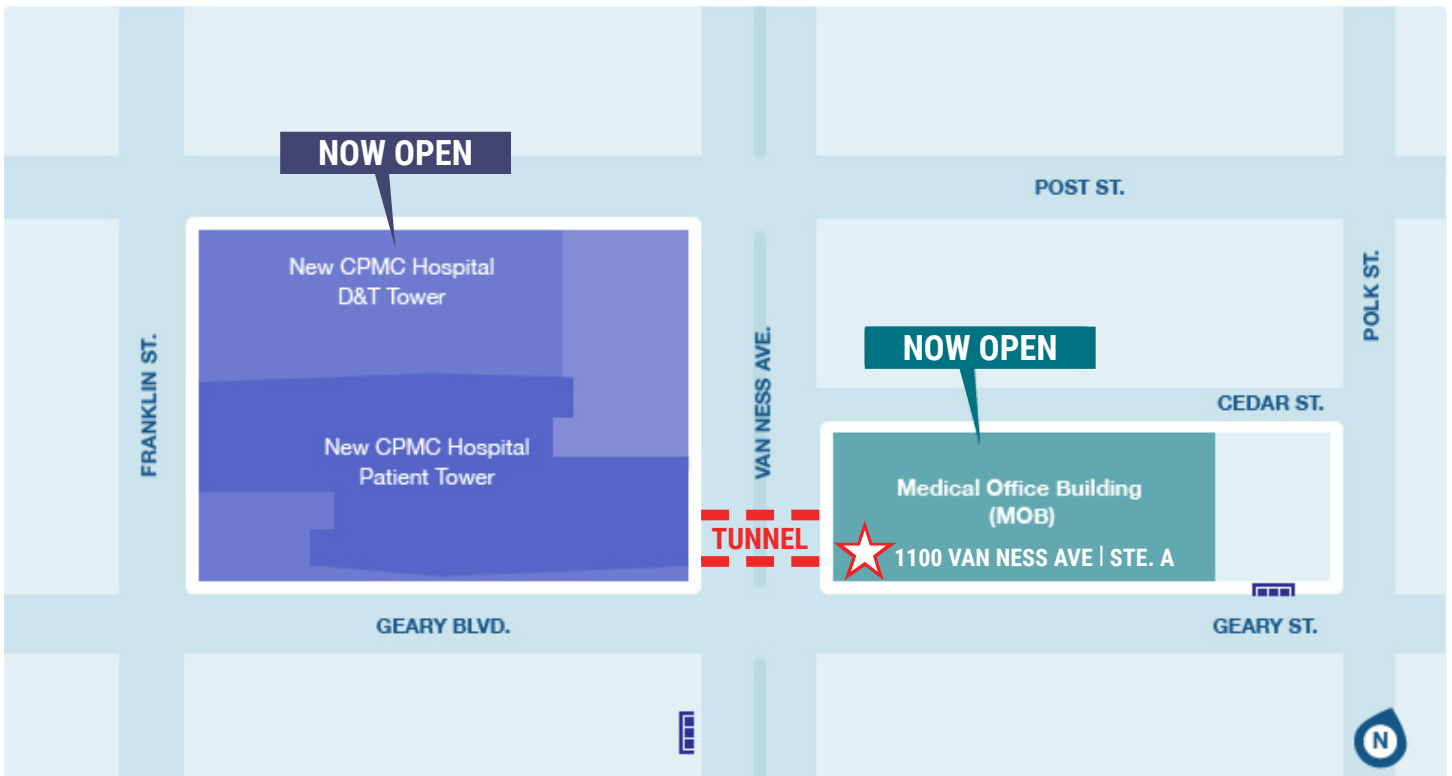 NOW OPEN
POST ST.
New CPMC Hospital
D&T Tower
POLK ST.
FRANKLIN ST.
VAN NESS AVE.
NOW OPEN
CEDAR ST.
New CPMC Hospital
Patient Tower
Medical Office Building
(MOB)
TUNNEL
1100 VAN NESS AVE | STE. A
GEARY BLVD.
GEARY ST.
N